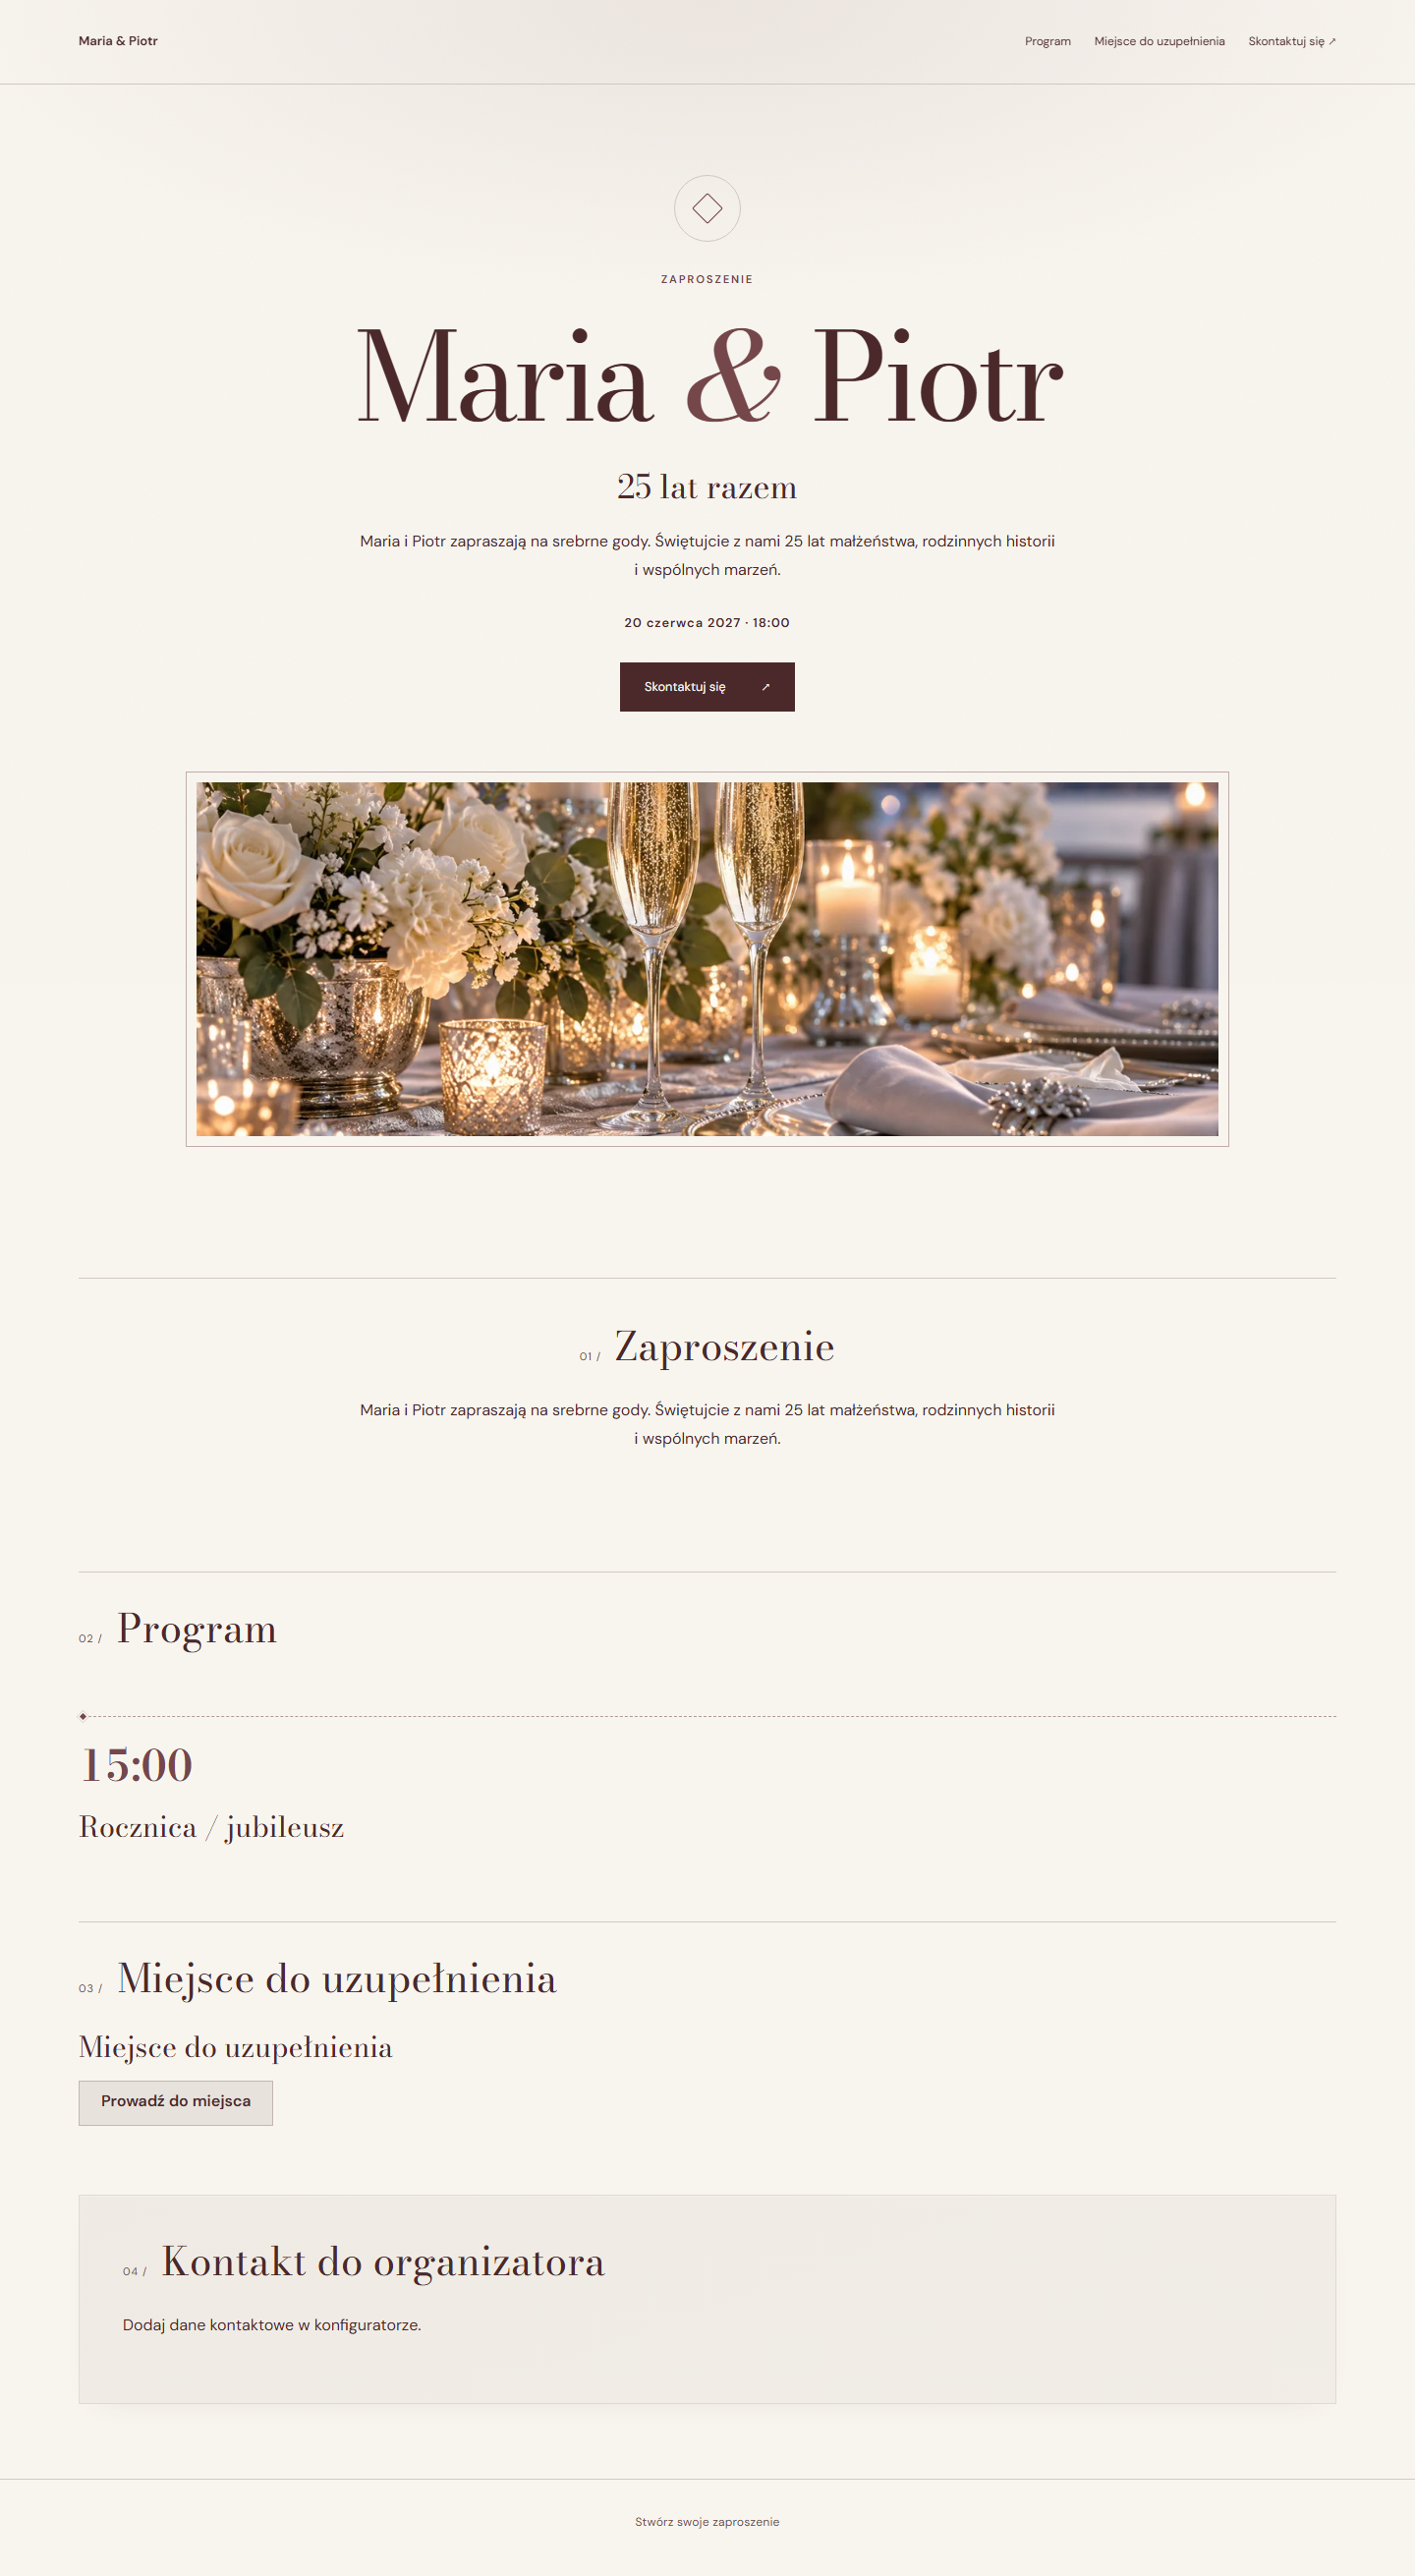 Maria & Piotr
Program
Miejsce do uzupełnienia
Skontaktuj się ↗
ZAPROSZENIE
Maria & Piotr
25 lat razem
Maria i Piotr zapraszają na srebrne gody. Świętujcie z nami 25 lat małżeństwa, rodzinnych historii
i wspólnych marzeń.
20 czerwca 2027 · 18:00
Skontaktuj się ↗
01 / Zaproszenie
Maria i Piotr zapraszają na srebrne gody. Świętujcie z nami 25 lat małżeństwa, rodzinnych historii
i wspólnych marzeń.
02 / Program
15:00
Rocznica / jubileusz
03 / Miejsce do uzupełnienia
Miejsce do uzupełnienia
Prowadź do miejsca
04 / Kontakt do organizatora
Dodaj dane kontaktowe w konfiguratorze.
Stwórz swoje zaproszenie